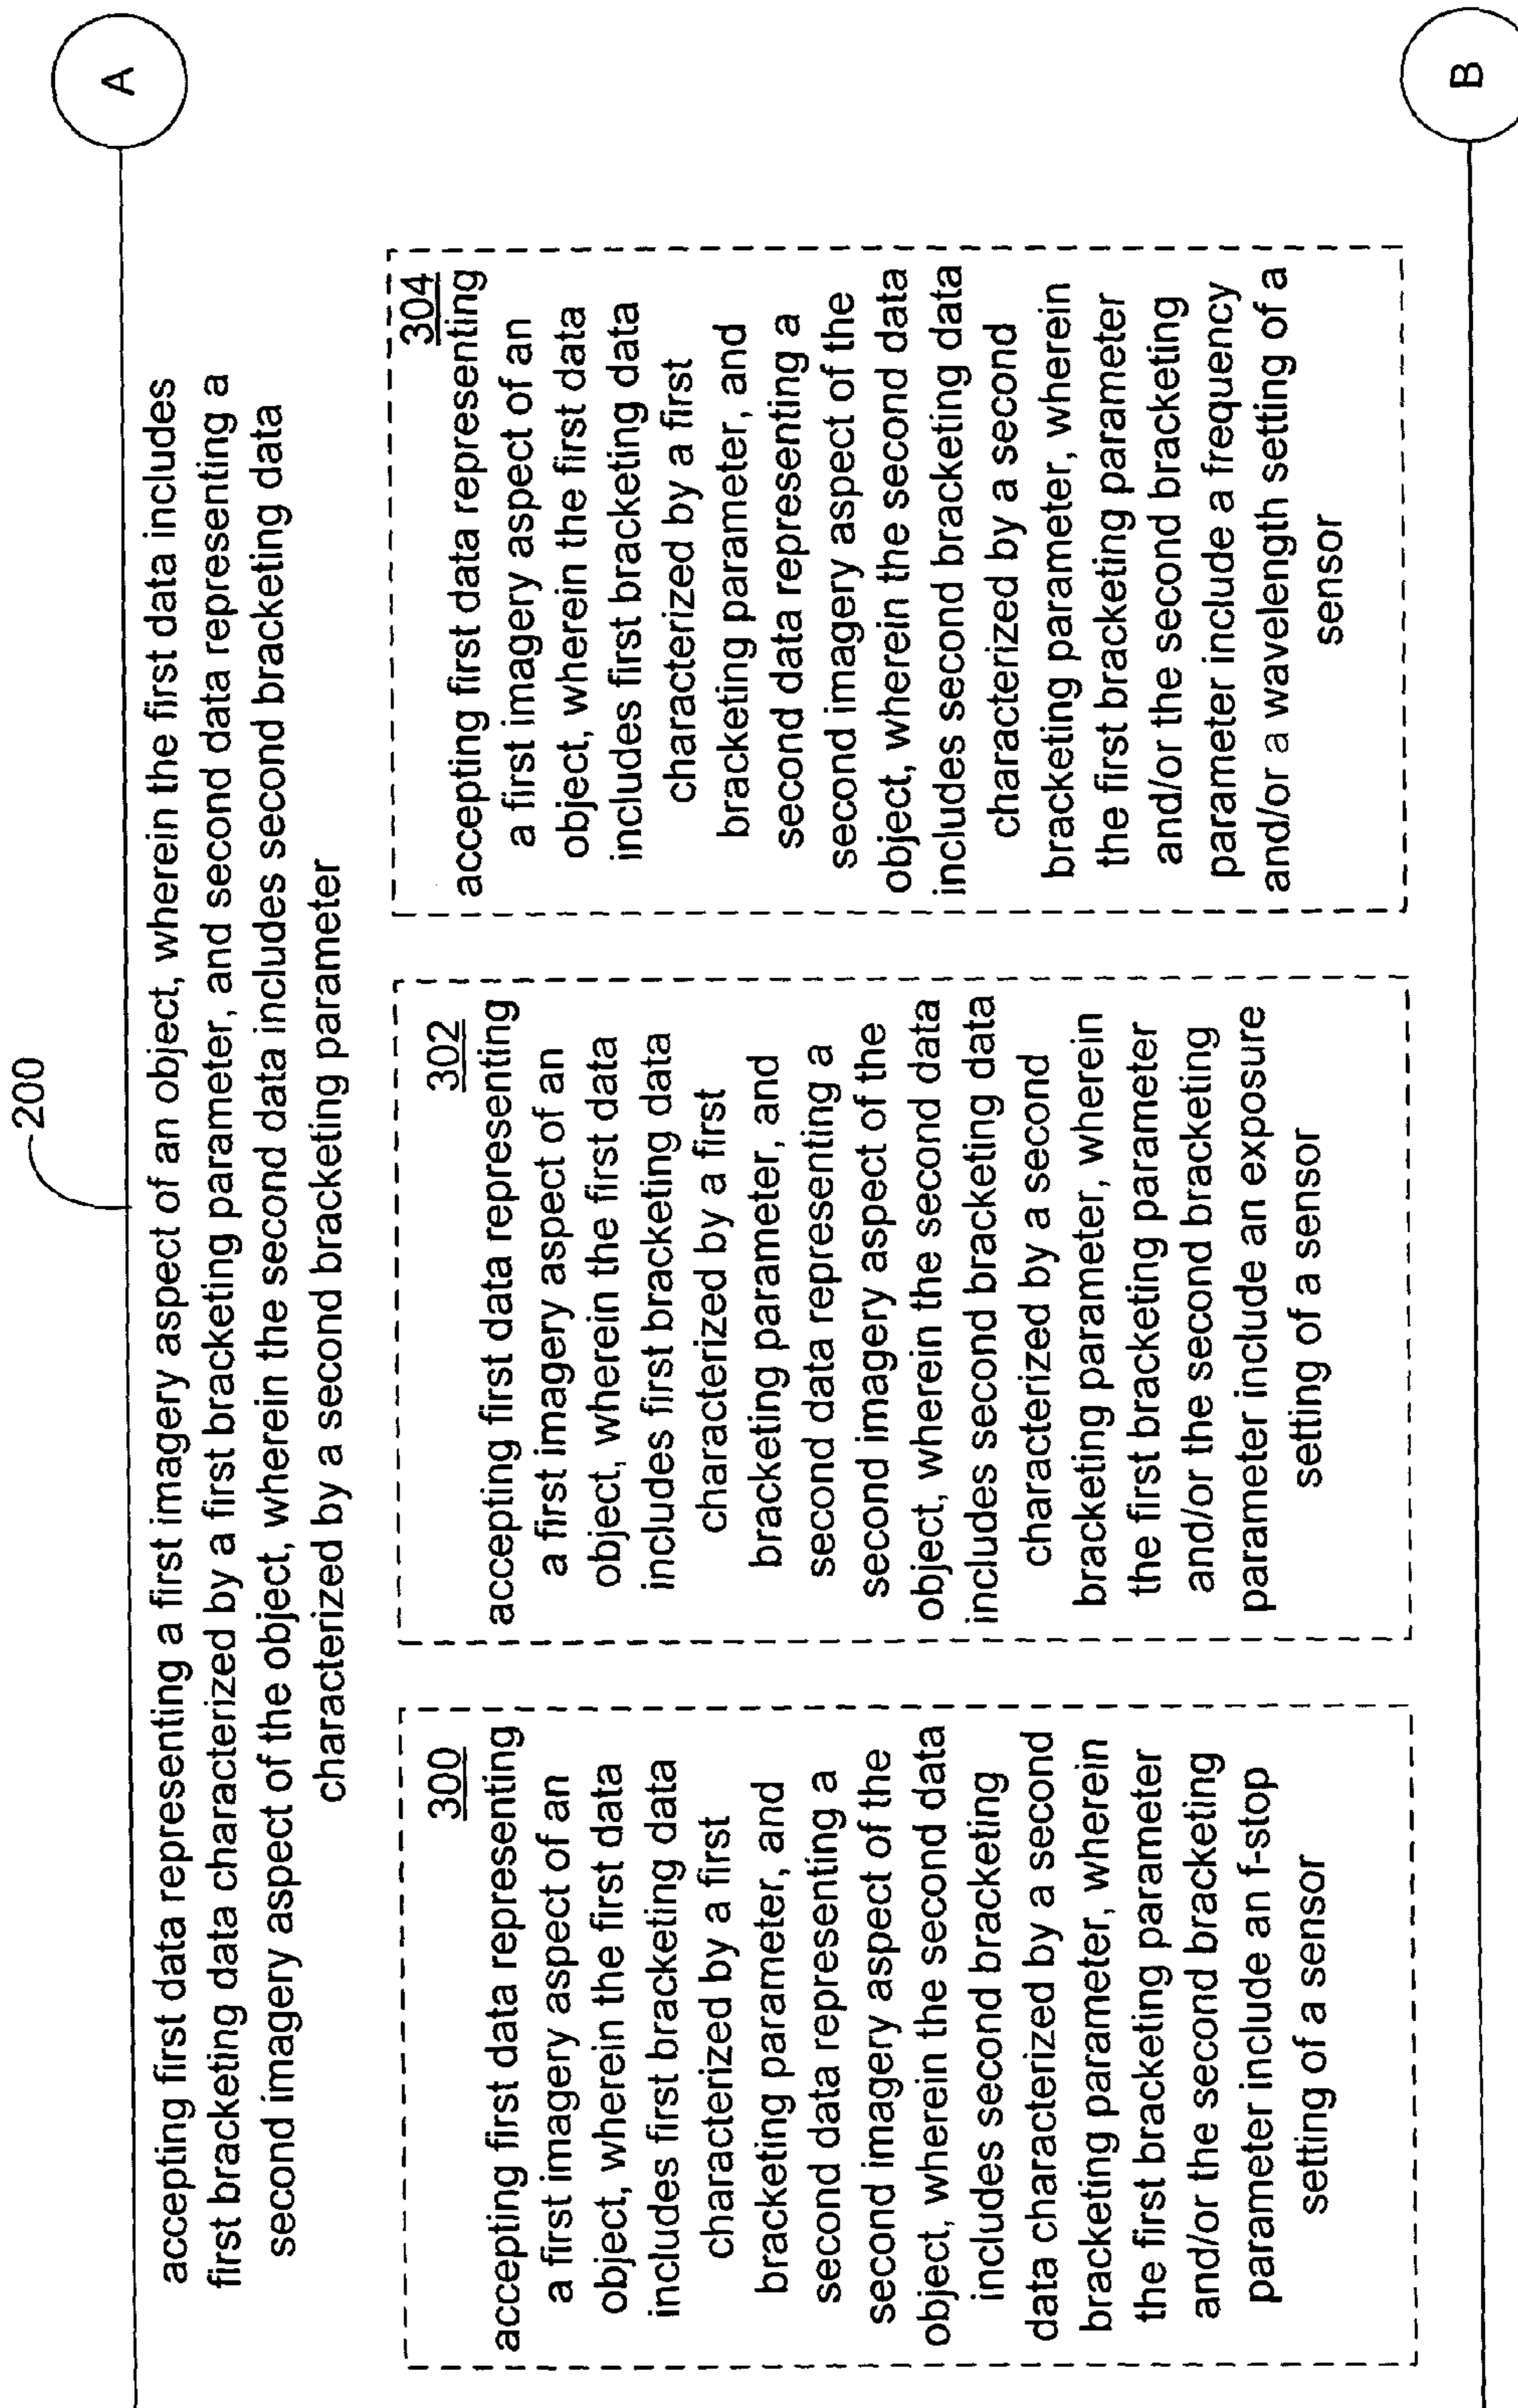 200
A
accepting first data representing a first imagery aspect of an object, wherein the first data includes
first bracketing data characterized by a first bracketing parameter, and second data representing a
second imagery aspect of the object, wherein the second data includes second bracketing data
characterized by a second bracketing parameter
300
accepting first data representing
a first imagery aspect of an
object, wherein the first data
includes first bracketing data
characterized by a first
bracketing parameter, and
second data representing a
second imagery aspect of the
object, wherein the second data
includes second bracketing
data characterized by a second
bracketing parameter, wherein
the first bracketing parameter
and/or the second bracketing
parameter include an f-stop
setting of a sensor
302
accepting first data representing
a first imagery aspect of an
object, wherein the first data
includes first bracketing data
characterized by a first
bracketing parameter, and
second data representing a
second imagery aspect of the
object, wherein the second data
includes second bracketing data
characterized by a second
bracketing parameter, wherein
the first bracketing parameter
and/or the second bracketing
parameter include an exposure
setting of a sensor
304
accepting first data representing
a first imagery aspect of an
object, wherein the first data
includes first bracketing data
characterized by a first
bracketing parameter, and
second data representing a
second imagery aspect of the
object, wherein the second data
includes second bracketing data
characterized by a second
bracketing parameter, wherein
the first bracketing parameter
and/or the second bracketing
parameter include a frequency
and/or a wavelength setting of a
sensor
B